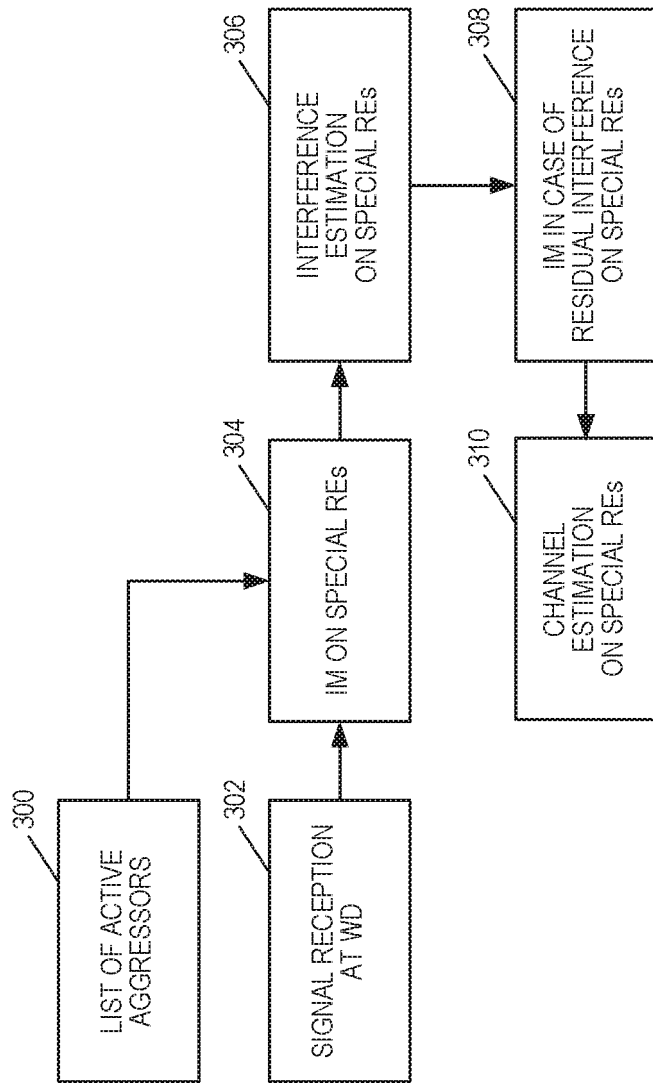 300
LIST OF ACTIVE
AGGRESSORS
302
SIGNAL RECEPTION
AT WD
304
IM ON SPECIAL REs
306
INTERFERENCE
ESTIMATION
ON SPECIAL REs
308
IM IN CASE OF
RESIDUAL INTERFERENCE
ON SPECIAL REs
310
CHANNEL
ESTIMATION
ON SPECIAL REs